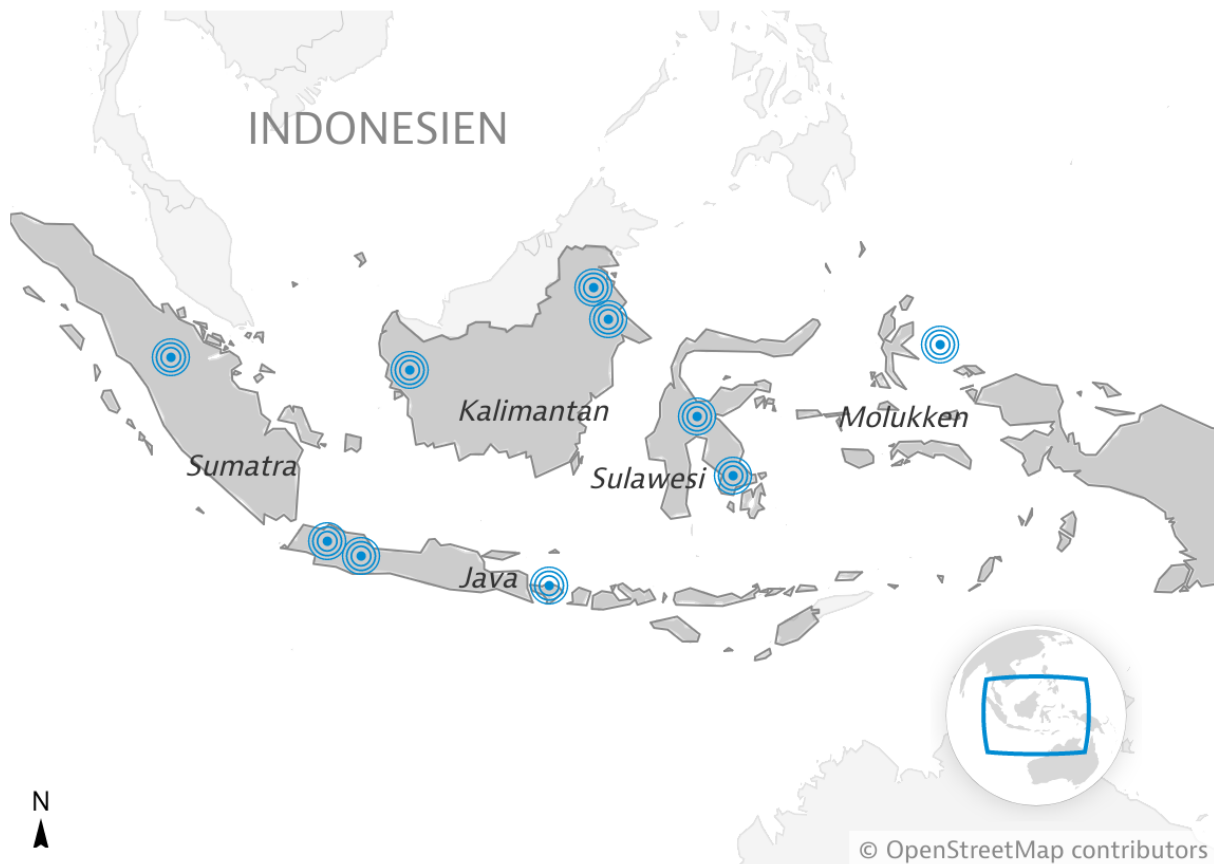 INDONESIEN
Kalimantan
Molukken
Sumatra
Sulawesi
Java
N
© OpenStreetMap contributors